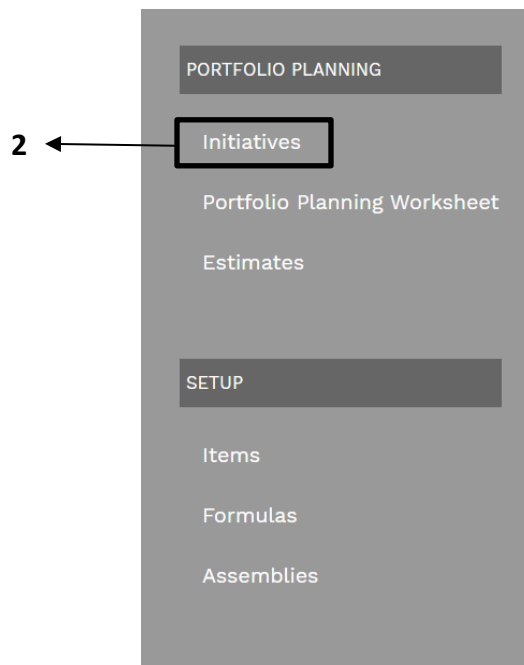 PORTFOLIO PLANNING
2
Initiatives
Portfolio Planning Worksheet
Estimates
SETUP
Items
Formulas
Assemblies